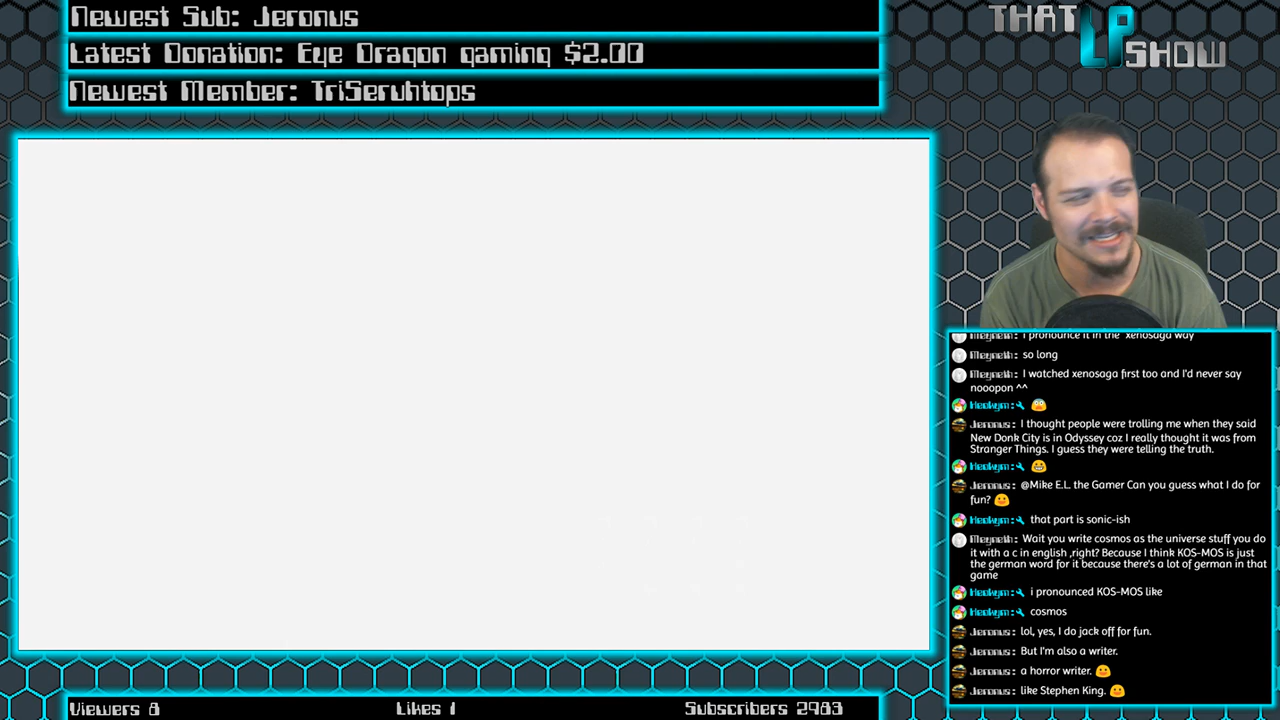 Newest Sub: Jeronus
Latest Donation: Eye Dragon gaming $2.00
Newest Member: TriSeruhtops
THAT
LP
SHOW
I pronounce it in the xenosaga way
Meyneth: so long
Meyneth: I watched xenosaga first too and I'd never say
nooopon ^^
Jeronus: I thought people were trolling me when they said
New Donk City is in Odyssey coz I really thought it was from
Stranger Things. I guess they were telling the truth.
Jeronus: @Mike E.L. the Gamer Can you guess what I do for
fun?
that part is sonic-ish
Meyneth: Wait you write cosmos as the universe stuff you do
it with a c in english ,right? Because I think KOS-MOS is just
the german word for it because there's a lot of german in that
game
i pronounced KOS-MOS like
cosmos
Jeronus: lol, yes, I do jack off for fun.
Jeronus: But I'm also a writer.
Jeronus: a horror writer.
Jeronus: like Stephen King.
Viewers 8
Likes 1
Subscribers 2983